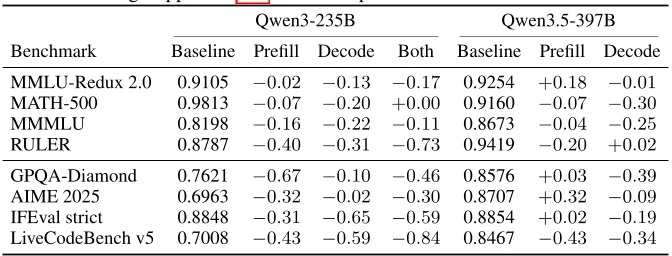 Qwen3-235B Qwen3.5-397B
Benchmark Baseline Prefill Decode Both Baseline Prefill Decode
MMLU-Redux 2.0 0.9105 −0.02 −0.13 −0.17 0.9254 +0.18 −0.01
MATH-500 0.9813 −0.07 −0.20 +0.00 0.9160 −0.07 −0.30
MMMLU 0.8198 −0.16 −0.22 −0.11 0.8673 −0.04 −0.25
RULER 0.8787 −0.40 −0.31 −0.73 0.9419 −0.20 +0.02
GPQA-Diamond 0.7621 −0.67 −0.10 −0.46 0.8576 +0.03 −0.39
AIME 2025 0.6963 −0.32 −0.02 −0.30 0.8707 +0.32 −0.09
IFEval strict 0.8848 −0.31 −0.65 −0.59 0.8854 +0.02 −0.19
LiveCodeBench v5 0.7008 −0.43 −0.59 −0.84 0.8467 −0.43 −0.34